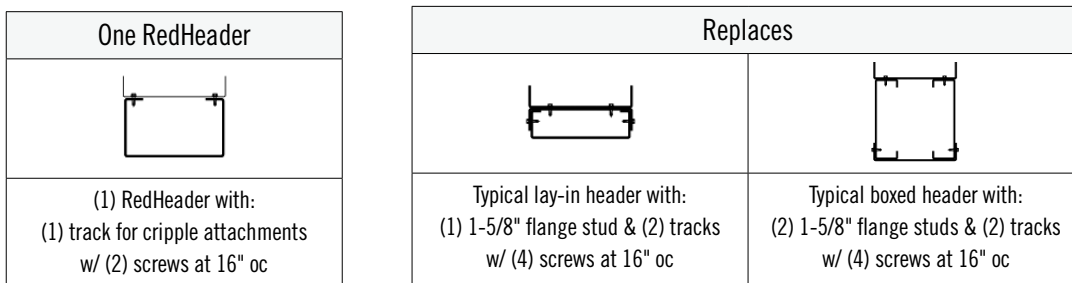 One RedHeader
(1) RedHeader with:
(1) track for cripple attachments
w/ (2) screws at 16" oc
Replaces
Typical lay-in header with:
(1) 1-5/8" flange stud & (2) tracks
w/ (4) screws at 16" oc
Typical boxed header with:
(2) 1-5/8" flange studs & (2) tracks
w/ (4) screws at 16" oc